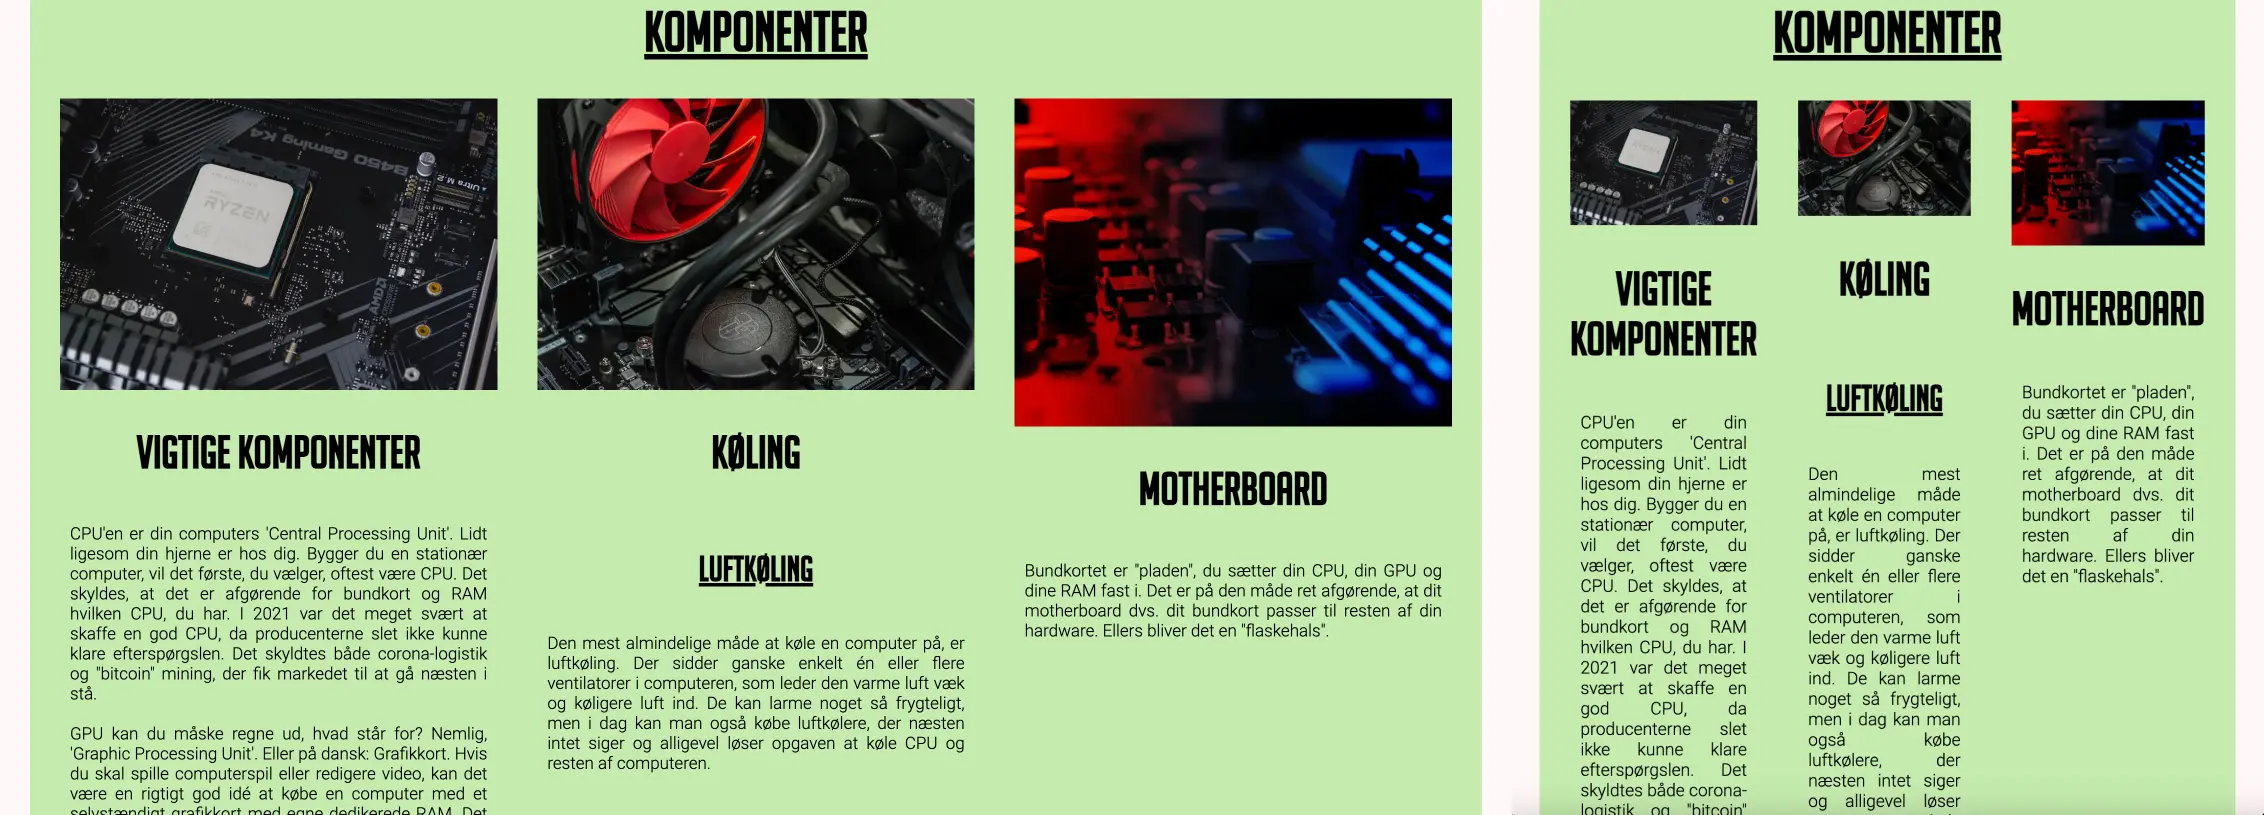 KOMPONENTER
B450 Gaming K4
Ultra M.2
RYZEN
AMD
VIGTIGE KOMPONENTER
CPU'en er din computers 'Central Processing Unit'. Lidt
ligesom din hjerne er hos dig. Bygger du en stationær
computer, vil det første, du vælger, oftest være CPU. Det
skyldes, at det er afgørende for bundkort og RAM
hvilken CPU, du har. I 2021 var det meget svært at
skaffe en god CPU, da producenterne slet ikke kunne
klare efterspørgslen. Det skyldtes både corona-logistik
og "bitcoin" mining, der fik markedet til at gå næsten i
stå.
GPU kan du måske regne ud, hvad står for? Nemlig,
'Graphic Processing Unit'. Eller på dansk: Grafikkort. Hvis
du skal spille computerspil eller redigere video, kan det
være en rigtigt god idé at købe en computer med et
selvstændigt grafikkort med egne dedikerede RAM. Det
KØLING
LUFTKØLING
Den mest almindelige måde at køle en computer på, er
luftkøling. Der sidder ganske enkelt én eller flere
ventilatorer i computeren, som leder den varme luft væk
og køligere luft ind. De kan larme noget så frygteligt,
men i dag kan man også købe luftkølere, der næsten
intet siger og alligevel løser opgaven at køle CPU og
resten af computeren.
MOTHERBOARD
Bundkortet er "pladen", du sætter din CPU, din GPU og
dine RAM fast i. Det er på den måde ret afgørende, at dit
motherboard dvs. dit bundkort passer til resten af din
hardware. Ellers bliver det en "flaskehals".
KOMPONENTER
RYZEN
VIGTIGE
KOMPONENTER
CPU'en er din
computers 'Central
Processing Unit'. Lidt
ligesom din hjerne er
hos dig. Bygger du en
stationær computer,
vil det første, du
vælger, oftest være
CPU. Det skyldes, at
det er afgørende for
bundkort og RAM
hvilken CPU, du har. I
2021 var det meget
svært at skaffe en
god CPU, da
producenterne slet
ikke kunne klare
efterspørgslen. Det
skyldtes både corona-
logistik og "bitcoin"
KØLING
LUFTKØLING
Den mest
almindelige måde
at køle en computer
på, er luftkøling. Der
sidder ganske
enkelt én eller flere
ventilatorer i
computeren, som
leder den varme luft
væk og køligere luft
ind. De kan larme
noget så frygteligt,
men i dag kan man
også købe
luftkølere, der
næsten intet siger
og alligevel løser
MOTHERBOARD
Bundkortet er "pladen",
du sætter din CPU, din
GPU og dine RAM fast
i. Det er på den måde
ret afgørende, at dit
motherboard dvs. dit
bundkort passer til
resten af din
hardware. Ellers bliver
det en "flaskehals".